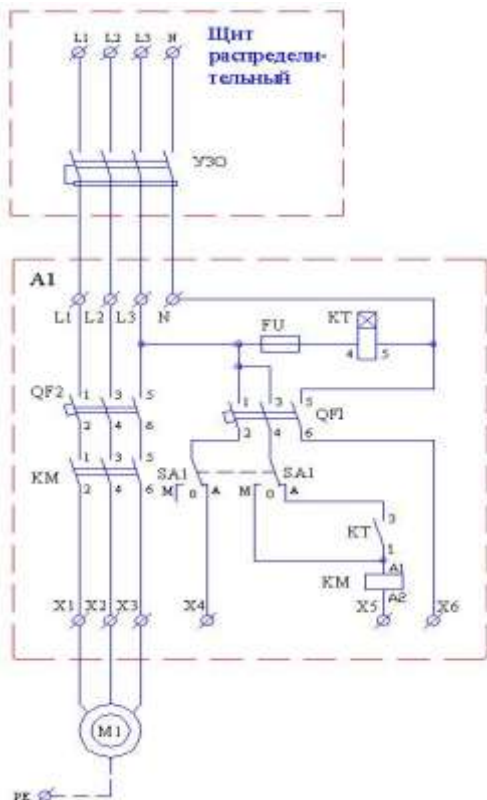 L1 L2 L3 N
Щит
распредели-
тельный
УЗО
A1
L1 L2 L3 N
FU
KT
4 5
QF2
1 3 5
2 4 6
1 3 5
2 4 6
QF1
KM
1 3 5
2 4 6
SA1
SA1
M O A
M O A
KT
3
1
KM
A1
A2
X1 X2 X3
X4
X5
X6
M1
PE